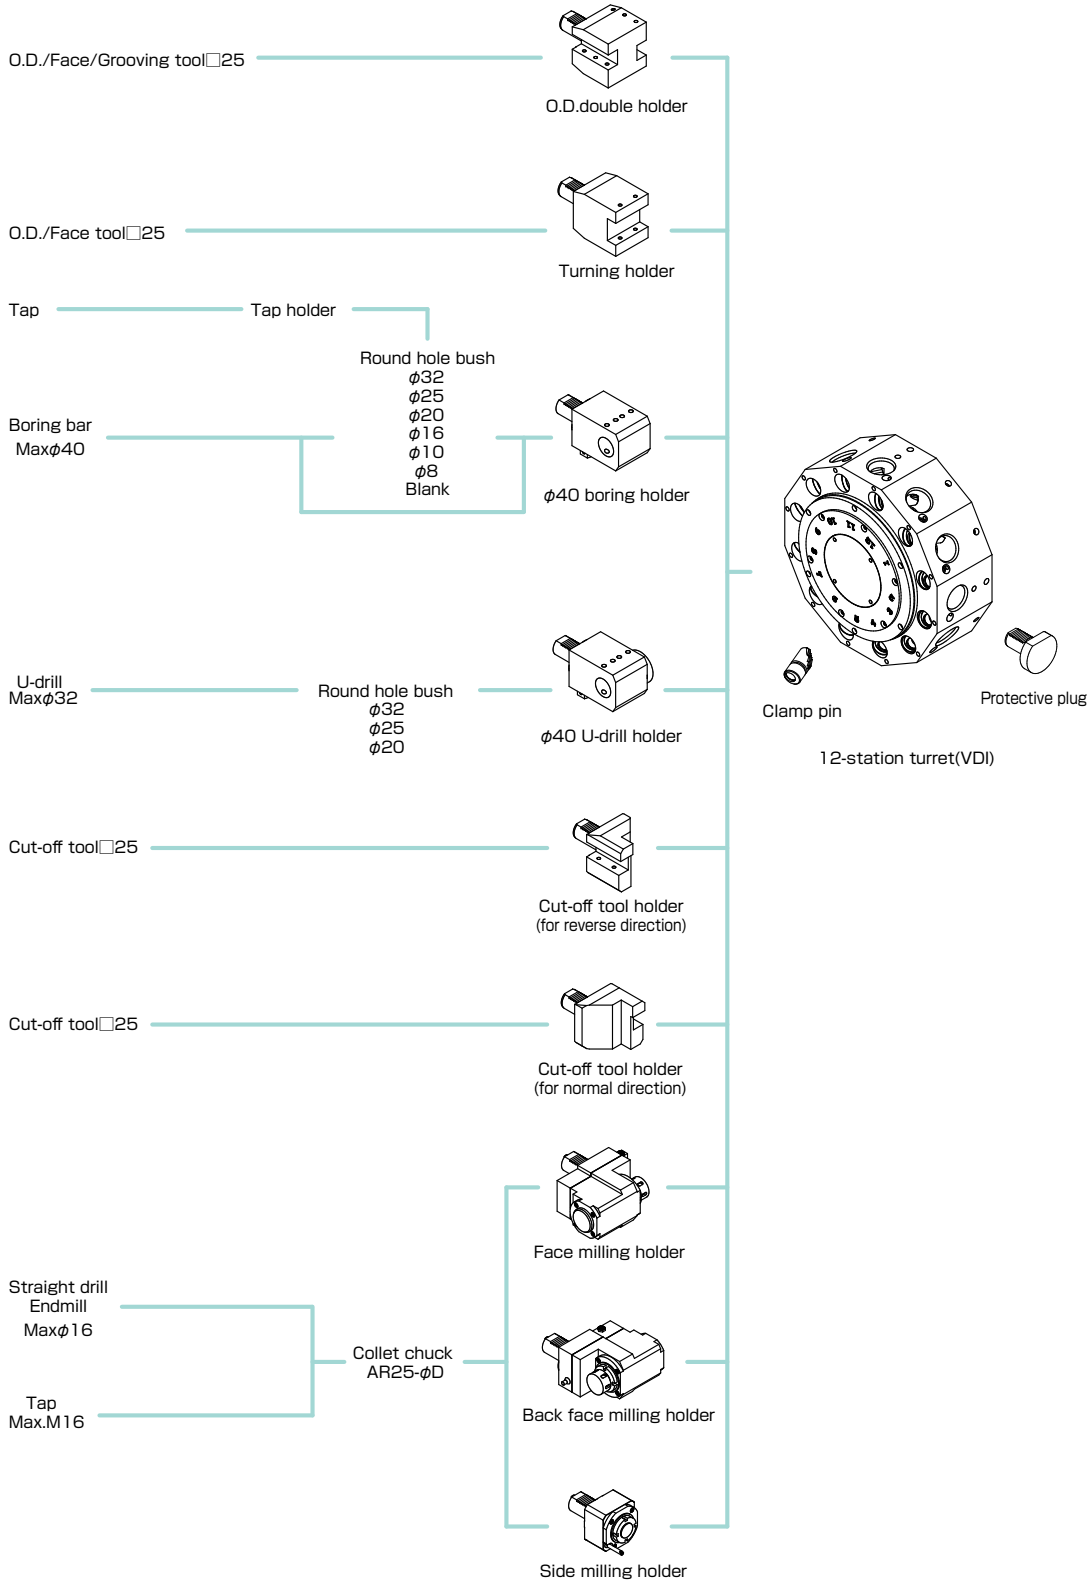 O.D./Face/Grooving tool□25
O.D.double holder
O.D./Face tool□25
Turning holder
Tap
Tap holder
Round hole bush
φ32
φ25
φ20
φ16
φ10
φ8
Blank
Boring bar
Maxφ40
φ40 boring holder
U-drill
Maxφ32
Round hole bush
φ32
φ25
φ20
φ40 U-drill holder
Clamp pin
Protective plug
12-station turret(VDI)
Cut-off tool□25
Cut-off tool holder
(for reverse direction)
Cut-off tool□25
Cut-off tool holder
(for normal direction)
Face milling holder
Straight drill
Endmill
Maxφ16
Collet chuck
AR25-φD
Tap
Max.M16
Back face milling holder
Side milling holder